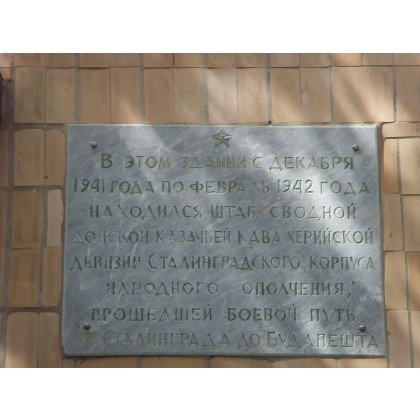 В этом здании с декабря
1941 года по февраль 1942 года
находился штаб сводной
донской казачьей кавалерийской
дивизии Сталинградского корпуса
народного ополчения,
прошедшей боевой путь
от Сталинграда до Будапешта